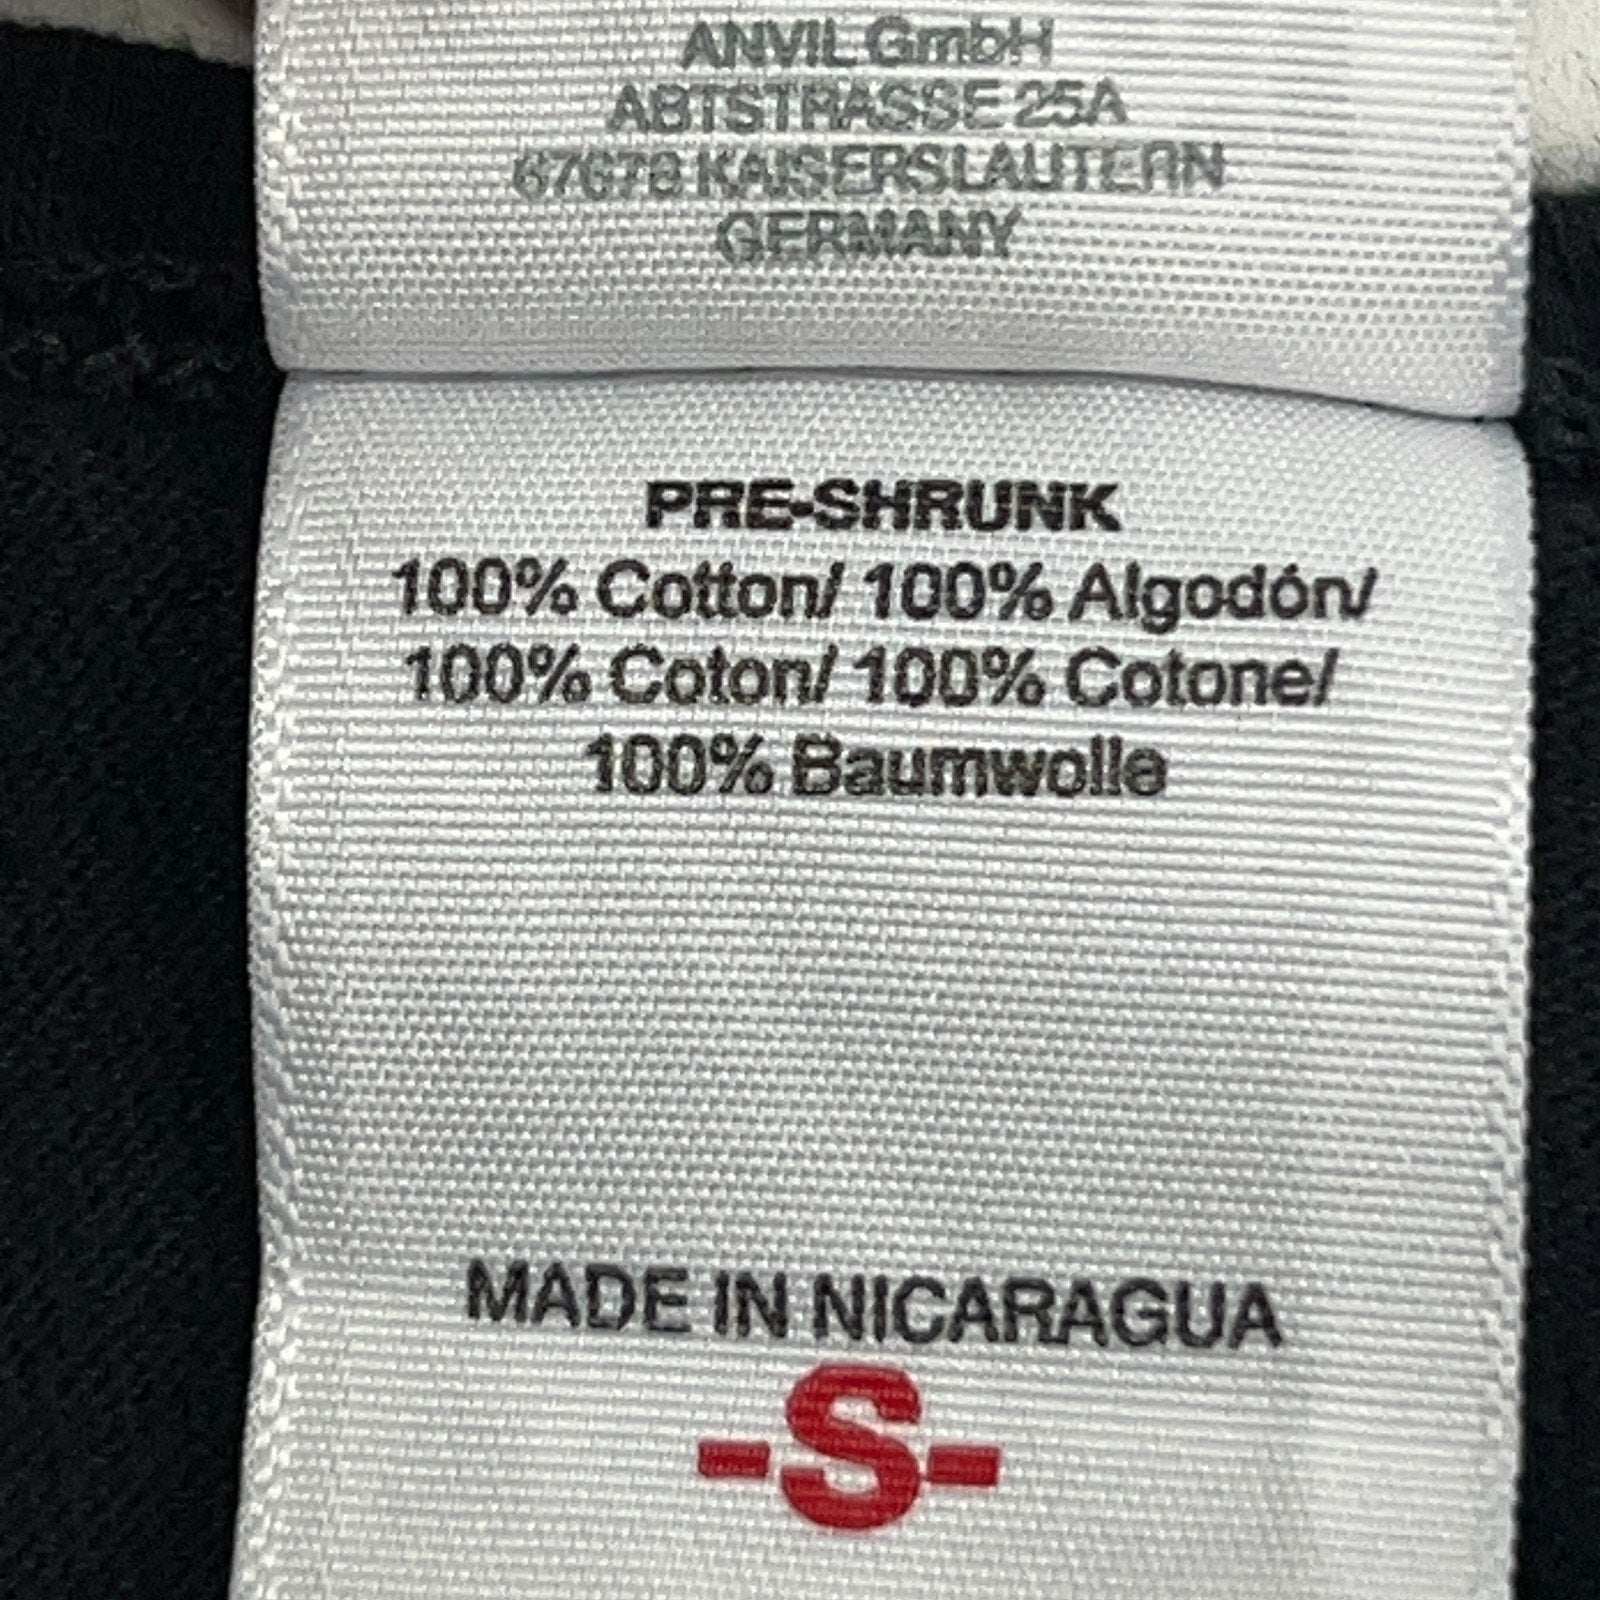 ANVIL GmbH
ABTSTRASSE 25A
67678 KAISERSLAUTERN
GERMANY
PRE-SHRUNK
100% Cotton/ 100% Algodón/
100% Coton/ 100% Cotone/
100% Baumwolle
MADE IN NICARAGUA
-S-